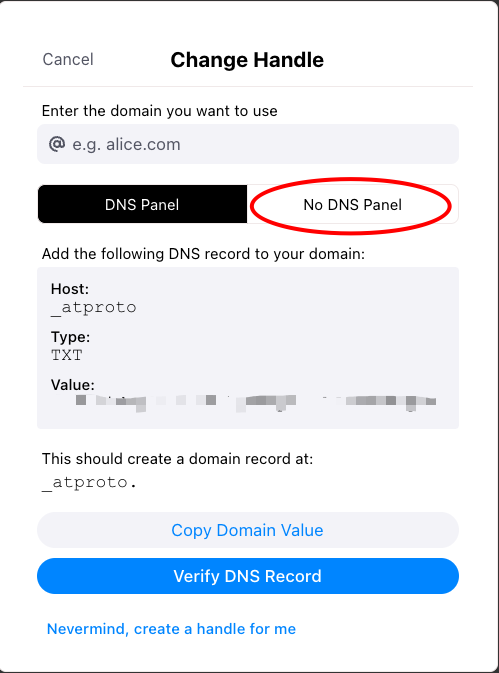 Cancel
Change Handle
Enter the domain you want to use
@ e.g. alice.com
DNS Panel
No DNS Panel
Add the following DNS record to your domain:
Host:
_atproto
Type:
TXT
Value:
This should create a domain record at:
_atproto.
Copy Domain Value
Verify DNS Record
Nevermind, create a handle for me